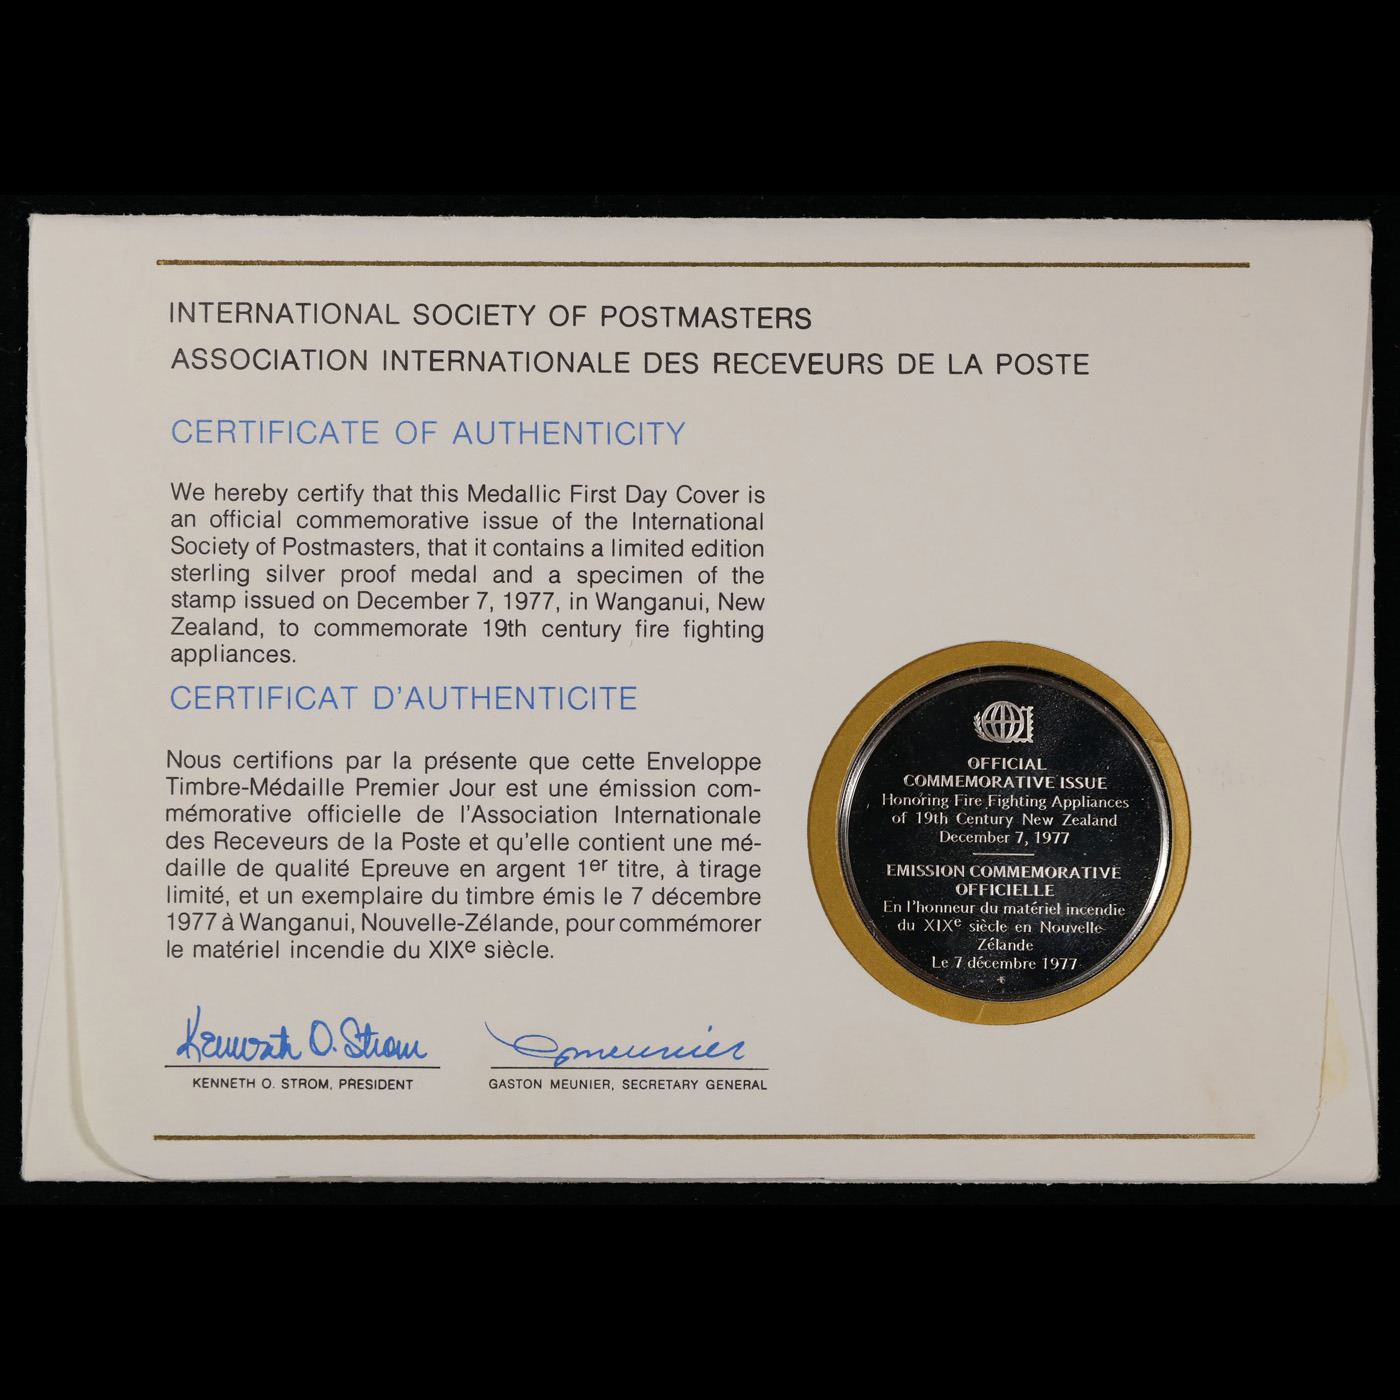 INTERNATIONAL SOCIETY OF POSTMASTERS
ASSOCIATION INTERNATIONALE DES RECEVEURS DE LA POSTE
CERTIFICATE OF AUTHENTICITY
We hereby certify that this Medallic First Day Cover is
an official commemorative issue of the International
Society of Postmasters, that it contains a limited edition
sterling silver proof medal and a specimen of the
stamp issued on December 7, 1977, in Wanganui, New
Zealand, to commemorate 19th century fire fighting
appliances.
CERTIFICAT D'AUTHENTICITE
Nous certifions par la présente que cette Enveloppe
Timbre-Médaille Premier Jour est une émission com-
mémorative officielle de l'Association Internationale
des Receveurs de la Poste et qu'elle contient une mé-
daille de qualité Epreuve en argent 1er titre, à tirage
limité, et un exemplaire du timbre émis le 7 décembre
1977 à Wanganui, Nouvelle-Zélande, pour commémorer
le matériel incendie du XIXe siècle.
Kenneth O. Strom
KENNETH O. STROM, PRESIDENT
Gmeunier
GASTON MEUNIER, SECRETARY GENERAL
OFFICIAL
COMMEMORATIVE ISSUE
Honoring Fire Fighting Appliances
of 19th Century New Zealand
December 7, 1977
EMISSION COMMEMORATIVE
OFFICIELLE
En l'honneur du matériel incendie
du XIXe siècle en Nouvelle-
Zélande
Le 7 décembre 1977